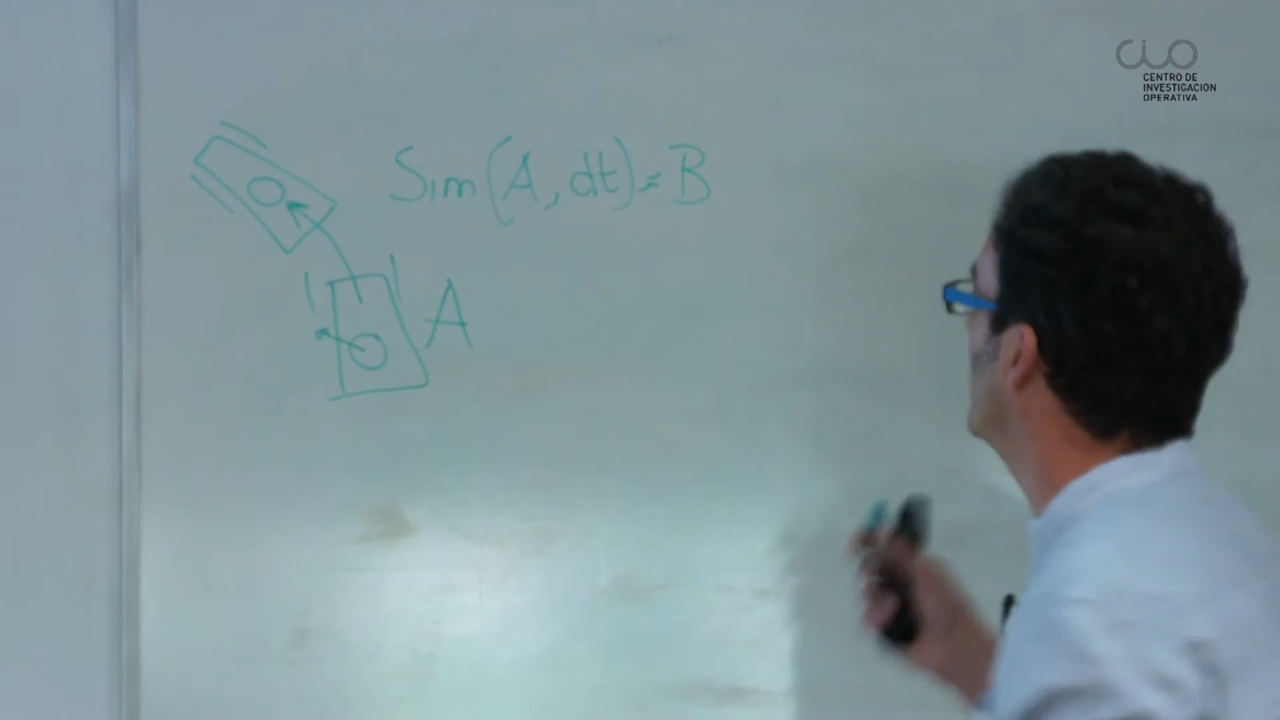 CIO
CENTRO DE
INVESTIGACION
OPERATIVA
Sim(A, dt) = B
A